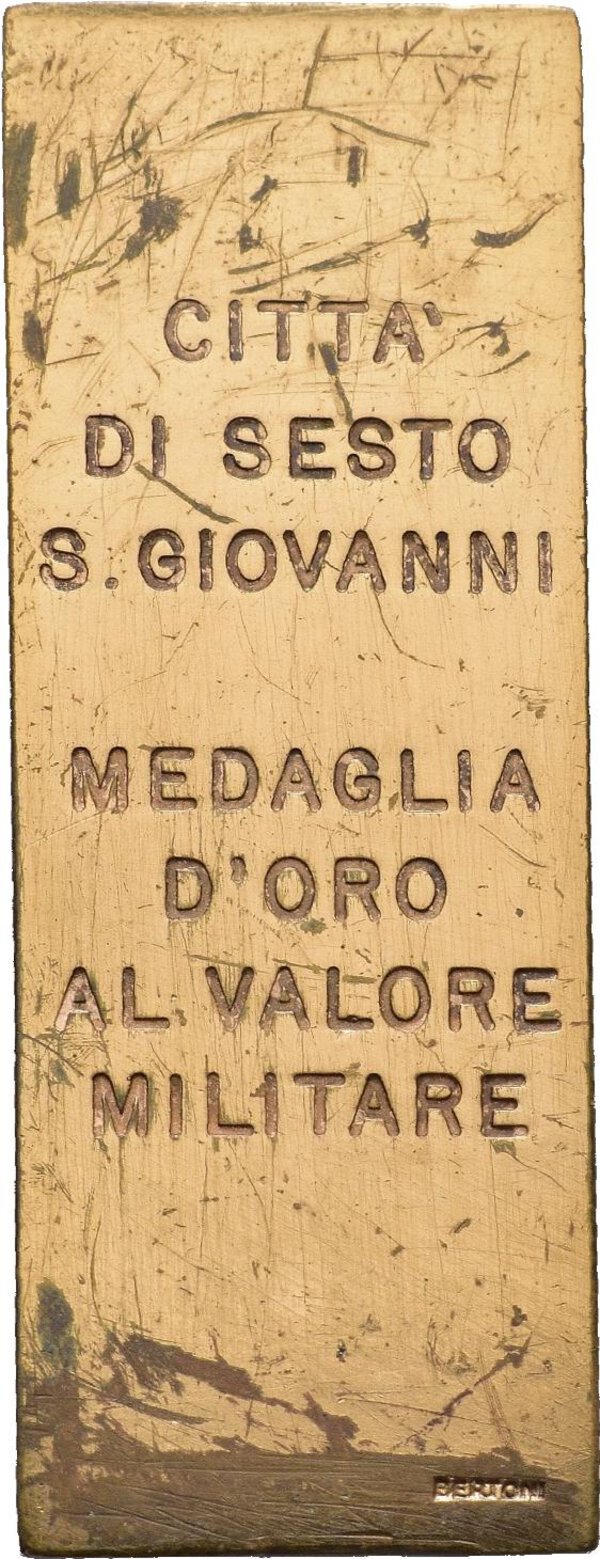 CITTA'
DI SESTO
S. GIOVANNI
MEDAGLIA
D'ORO
AL VALORE
MILITARE
BERTONI